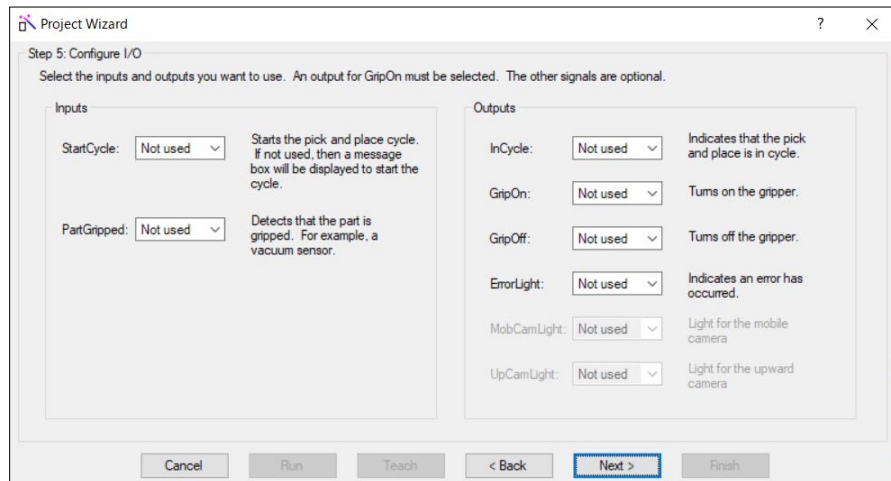 Project Wizard
?
Step 5: Configure I/O
Select the inputs and outputs you want to use. An output for GripOn must be selected. The other signals are optional.
Inputs
StartCycle:
Not used
Starts the pick and place cycle.
If not used, then a message
box will be displayed to start the
cycle.
PartGripped:
Not used
Detects that the part is
gripped. For example, a
vacuum sensor.
Outputs
InCycle:
Not used
Indicates that the pick
and place is in cycle.
GripOn:
Not used
Turns on the gripper.
GripOff:
Not used
Turns off the gripper.
ErrorLight:
Not used
Indicates an error has
occurred.
MobCamLight:
Not used
Light for the mobile
camera
UpCamLight:
Not used
Light for the upward
camera
Cancel
Run
Teach
< Back
Next >
Finish